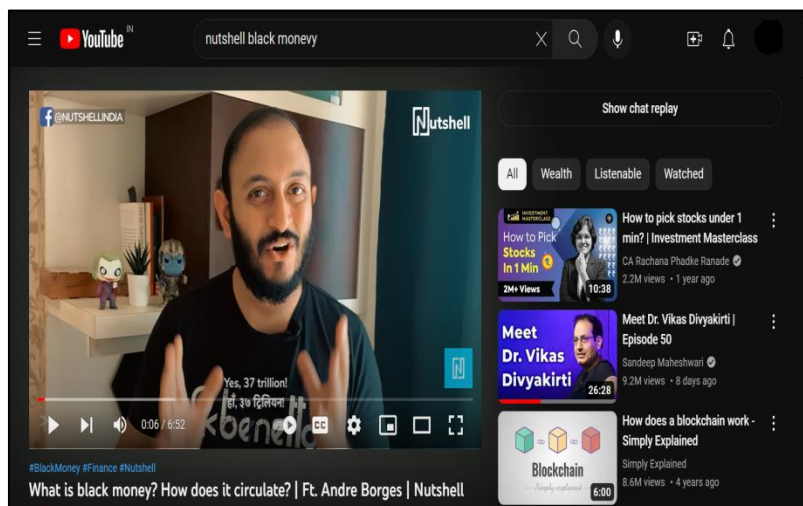 YouTube IN
nutshell black monevy
@NUTSHELLINDIA
Nutshell
Yes, 37 trillion!
हाँ, ३७ ट्रिलियन!
benello
0:06 / 6:52
CC
#BlackMoney #Finance #Nutshell
What is black money? How does it circulate? | Ft. Andre Borges | Nutshell
Show chat replay
All Wealth Listenable Watched
INVESTMENT
MASTERCLASS
How to Pick
Stocks
In 1 Min
2M+ Views
10:38
How to pick stocks under 1
min? | Investment Masterclass
CA Rachana Phadke Ranade
2.2M views • 1 year ago
Meet
Dr. Vikas
Divyakirti
26:28
Meet Dr. Vikas Divyakirti |
Episode 50
Sandeep Maheshwari
9.2M views • 8 days ago
Blockchain
Simply explained
6:00
How does a blockchain work -
Simply Explained
Simply Explained
8.6M views • 4 years ago